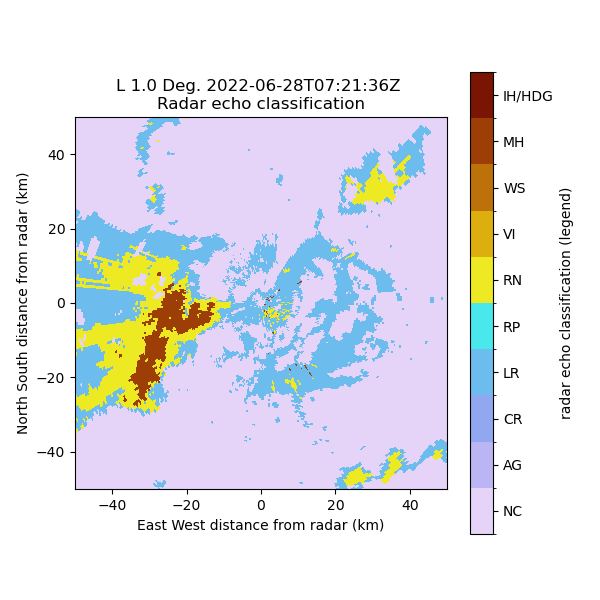 L 1.0 Deg. 2022-06-28T07:21:36Z
Radar echo classification
North South distance from radar (km)
40
20
0
−20
−40
−40 −20 0 20 40
East West distance from radar (km)
IH/HDG
MH
WS
VI
RN
RP
LR
CR
AG
NC
radar echo classification (legend)